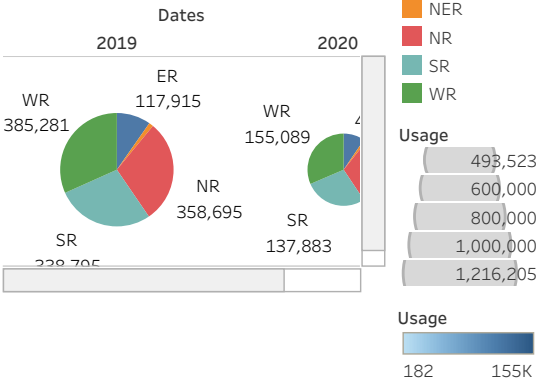 Dates
2019
2020
ER
117,915
WR
385,281
NR
358,695
SR
338,795
WR
155,089
SR
137,883
NER
NR
SR
WR
Usage
493,523
600,000
800,000
1,000,000
1,216,205
Usage
182
155K